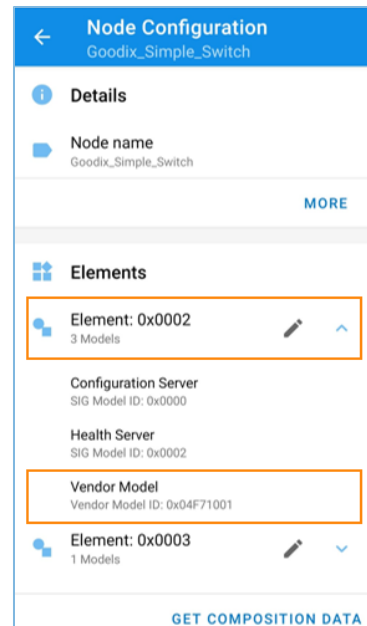 Node Configuration
Goodix_Simple_Switch
Details
Node name
Goodix_Simple_Switch
MORE
Elements
Element: 0x0002
3 Models
Configuration Server
SIG Model ID: 0x0000
Health Server
SIG Model ID: 0x0002
Vendor Model
Vendor Model ID: 0x04F71001
Element: 0x0003
1 Models
GET COMPOSITION DATA